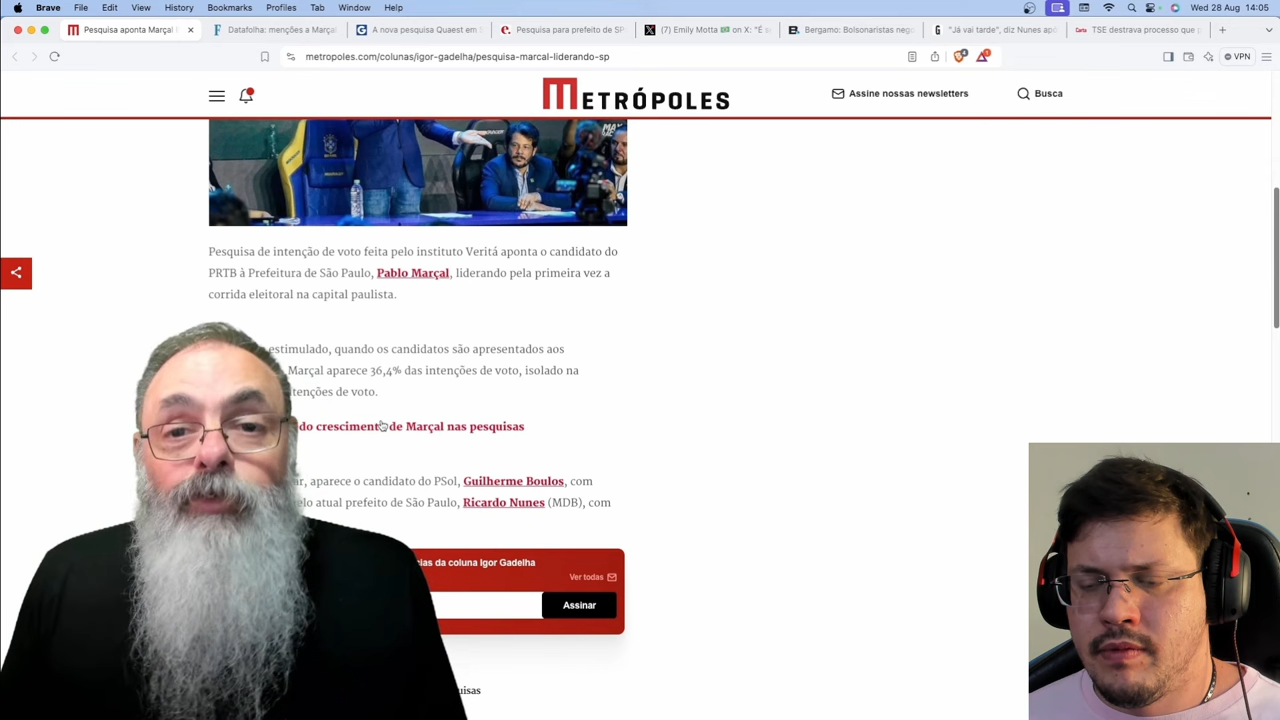 Brave File Edit View History Bookmarks Profiles Tab Window Help
Wed 28 Aug 14:05
Pesquisa aponta Marçal
Datafolha: menções a Marçal
A nova pesquisa Quaest em
Pesquisa para prefeito de SP
(7) Emily Motta on X: "É
Bergamo: Bolsonaristas neg
"Já vai tarde", diz Nunes apó
TSE destrava processo que
metropoles.com/colunas/igor-gadelha/pesquisa-marcal-liderando-sp
VPN
METRÓPOLES
Assine nossas newsletters
Busca
Pesquisa de intenção de voto feita pelo instituto Veritá aponta o candidato do
PRTB à Prefeitura de São Paulo, Pablo Marçal, liderando pela primeira vez a
corrida eleitoral na capital paulista.
estimulado, quando os candidatos são apresentados aos
Marçal aparece 36,4% das intenções de voto, isolado na
de voto.
do crescimento de Marçal nas pesquisas
aparece o candidato do PSol, Guilherme Boulos, com
atual prefeito de São Paulo, Ricardo Nunes (MDB), com
da coluna Igor Gadelha
Ver todas
Assinar